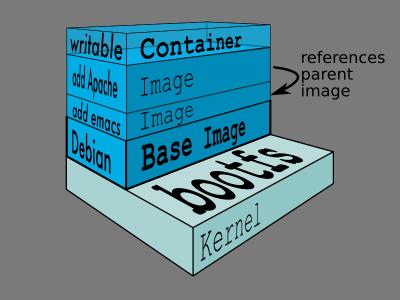 writable Container
add Apache Image
add emacs Image
Debian Base Image
references
parent
image
bootfs
Kernel